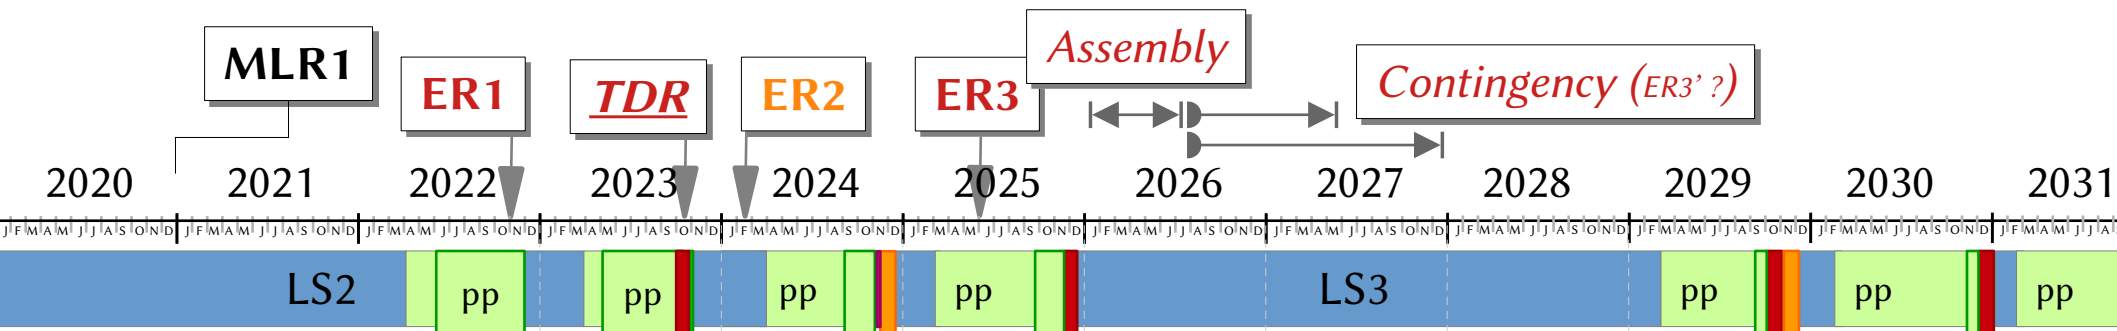 MLR1
ER1
TDR
ER2
ER3
Assembly
Contingency (ER3' ?)
2020 2021 2022 2023 2024 2025 2026 2027 2028 2029 2030 2031
J F M A M J J A S O N D J F M A M J J A S O N D J F M A M J J A S O N D J F M A M J J A S O N D J F M A M J J A S O N D J F M A M J J A S O N D J F M A M J J A S O N D J F M A M J J A S O N D J F M A M J J A S O N D J F M A M J J A S O N D J F M A M J J A S O N D J F M A M J J A
LS2 pp pp pp pp LS3 pp pp pp